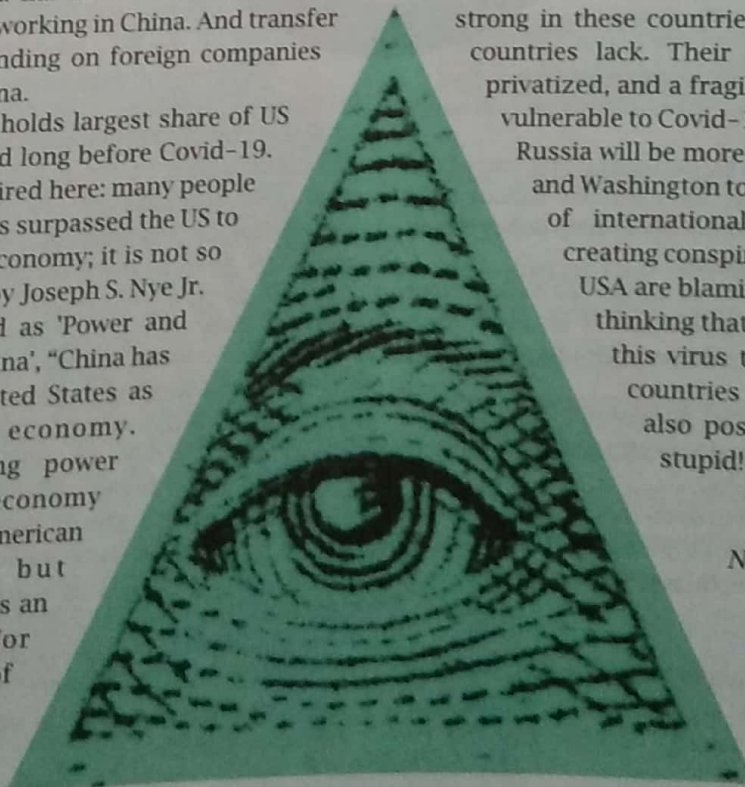 working in China. And transfer
nding on foreign companies
na.
holds largest share of US
d long before Covid-19.
ired here: many people
s surpassed the US to
conomy; it is not so
y Joseph S. Nye Jr.
d as 'Power and
na', “China has
ted States as
economy.
ng power
economy
merican
but
s an
for
of
strong in these countrie
countries lack. Their
privatized, and a fragi
vulnerable to Covid-
Russia will be more
and Washington to
of international
creating conspi
USA are blami
thinking that
this virus t
countries
also pos
stupid!
N